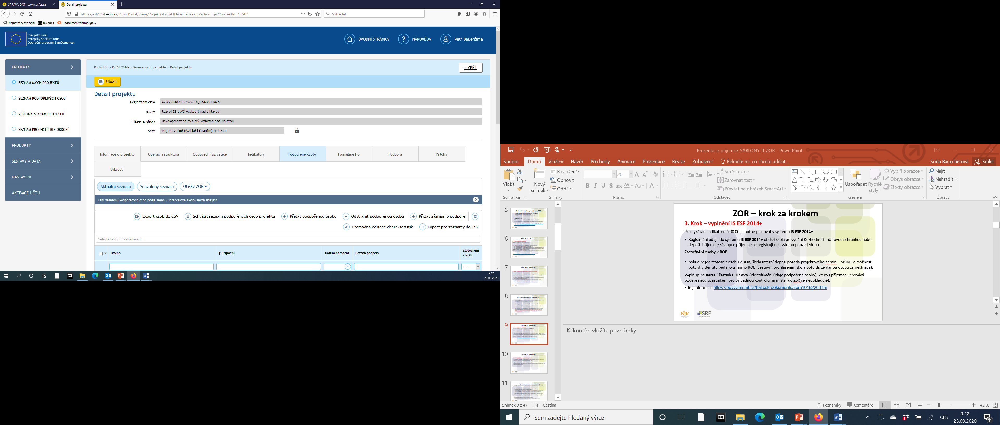 SPRÁVA DAT - www.esfcr.cz
Detail projektu
https://esf2014.esfcr.cz/PublicPortal/Views/Projekty/ProjektDetailPage.aspx?action=get&projektId=14582
Vyhledat
Nejnavštěvovanější
Jak začít
Rodokmen zdarma, ge...
Evropská unie
Evropský sociální fond
Operační program Zaměstnanost
ÚVODNÍ STRÁNKA
NÁPOVĚDA
Petr Baueršíma
PROJEKTY
SEZNAM MÝCH PROJEKTŮ
SEZNAM PODPOŘENÝCH OSOB
VEŘEJNÝ SEZNAM PROJEKTŮ
SEZNAM PROJEKTŮ DLE OBDOBÍ
PRODUKTY
SESTAVY A DATA
NASTAVENÍ
AKTIVACE ÚČTU
Portál ESF > IS ESF 2014+ > Seznam mých projektů > Detail projektu
< ZPĚT
Uložit
Detail projektu
Registrační číslo CZ.02.3.68/0.0/0.0/18_063/0011826
Název Rozvoj ZŠ a MŠ Vyskytná nad Jihlavou
Název anglicky Development od ZŠ a MŠ Vyskytná nad Jihlavou
Stav Projekt v plné (fyzické i finanční) realizaci
Informace o projektu Operační struktura Odpovědní uživatelé Indikátory Podpořené osoby Formuláře PO Podpora Přílohy
Události
Aktuální seznam Schválený seznam Otisky ZOR
Filtr seznamu Podpořených osob podle změn v intervalově sledovaných údajích
Export osob do CSV Schválit seznam podpořených osob projektu Přidat podpořenou osobu Odstranit podpořenou osobu Přidat záznam o podpoře
Hromadná editace charakteristik Export pro záznamy do CSV
Zadejte text pro vyhledávání...
Jméno Příjmení Datum narození Rozsah podpory Ztotožnění
s ROB
---
9:12
23.09.2020
Prezentace_prijemce_ŠABLONY_II_ZOR - PowerPoint
Soubor Domů Vložení Návrh Přechody Animace Prezentace Revize Zobrazení Řekněte mi, co chcete udělat...
Soňa Baueršímová Sdílet
Vložit
Schránka
Nový
snímek
Rozložení
Obnovit
Oddíl
Snímky
20
B I U S abc AV Aa A
Písmo
Směr textu
Zarovnat text
Převést na obrázek SmartArt
Odstavec
Uspořádat
Rychlé
styly
Výplň obrazce
Obrys obrazce
Efekty obrazce
Kreslení
Najít
Nahradit
Vybrat
Úpravy
5
6
7
8
9
10
11
ZOR – krok za krokem
3. Krok – vyplnění IS ESF 2014+
Pro vykázání indikátoru 6 00 00 je nutné pracovat v systému IS ESF 2014+
• Registrační údaje do systému IS ESF 2014+ obdrží škola po vydání Rozhodnutí – datovou schránkou nebo
depeší. Příjemce/Zástupce příjemce se registrují do systému pouze jednou.
Ztotožnění osoby v ROB
• pokud nejde ztotožnit osobu v ROB, škola interní depeší požádá projektového admin. MŠMT o možnost
potvrdit identitu pedagoga mimo ROB (čestným prohlášením škola potvrdí, že danou osobu zaměstnává).
Vyplňuje se Karta účastníka OP VVV (identifikační údaje podpořené osoby), kterou příjemce uchovává
podepsanou účastníkem pro případnou kontrolu na místě (do ZoR se nedokladuje).
Zdroj informací: https://opvvv.msmt.cz/balicek-dokumentu/item1018226.htm
SRP
Kliknutím vložíte poznámky.
Snímek 9 z 47 Čeština
Poznámky Komentáře 42 %
Sem zadejte hledaný výraz
CES
9:12
23.09.2020
11